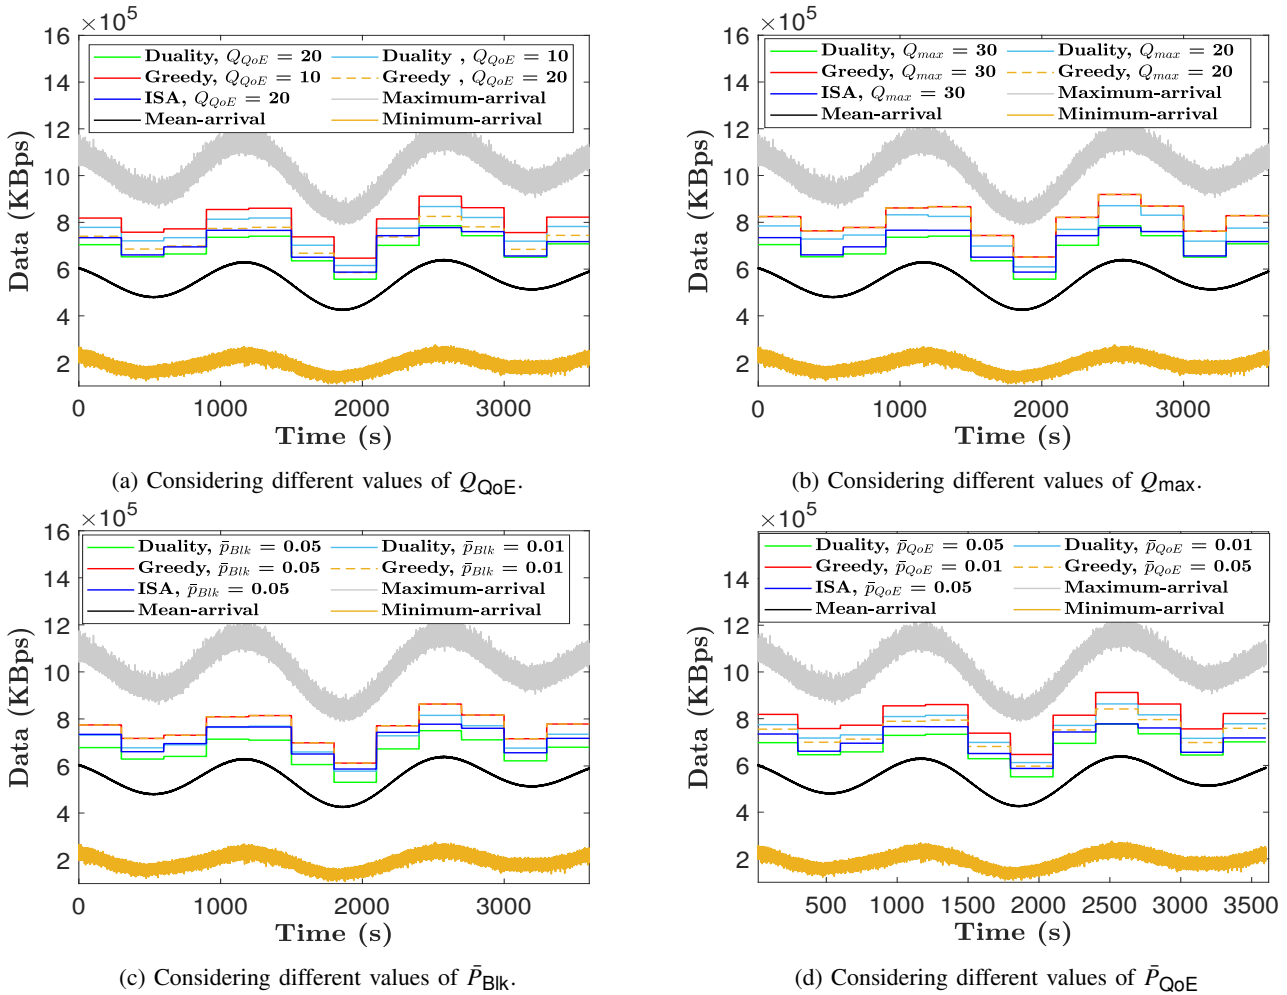 ×10⁵
16
14
12
10
8
6
4
2
Data (KBps)
Duality, Q_QoE = 20
Duality , Q_QoE = 10
Greedy, Q_QoE = 10
Greedy , Q_QoE = 20
ISA, Q_QoE = 20
Maximum-arrival
Mean-arrival
Minimum-arrival
0 1000 2000 3000
Time (s)
(a) Considering different values of Q_QoE.
×10⁵
16
14
12
10
8
6
4
2
Data (KBps)
Duality, Q_max = 30
Duality, Q_max = 20
Greedy, Q_max = 30
Greedy, Q_max = 20
ISA, Q_max = 30
Maximum-arrival
Mean-arrival
Minimum-arrival
0 1000 2000 3000
Time (s)
(b) Considering different values of Q_max.
×10⁵
16
14
12
10
8
6
4
2
Data (KBps)
Duality, p̄_Blk = 0.05
Duality, p̄_Blk = 0.01
Greedy, p̄_Blk = 0.05
Greedy, p̄_Blk = 0.01
ISA, p̄_Blk = 0.05
Maximum-arrival
Mean-arrival
Minimum-arrival
0 1000 2000 3000
Time (s)
(c) Considering different values of P̄_Blk.
×10⁵
14
12
10
8
6
4
2
Data (KBps)
Duality, p̄_QoE = 0.05
Duality, p̄_QoE = 0.01
Greedy, p̄_QoE = 0.01
Greedy, p̄_QoE = 0.05
ISA, p̄_QoE = 0.05
Maximum-arrival
Mean-arrival
Minimum-arrival
500 1000 1500 2000 2500 3000 3500
Time (s)
(d) Considering different values of P̄_QoE